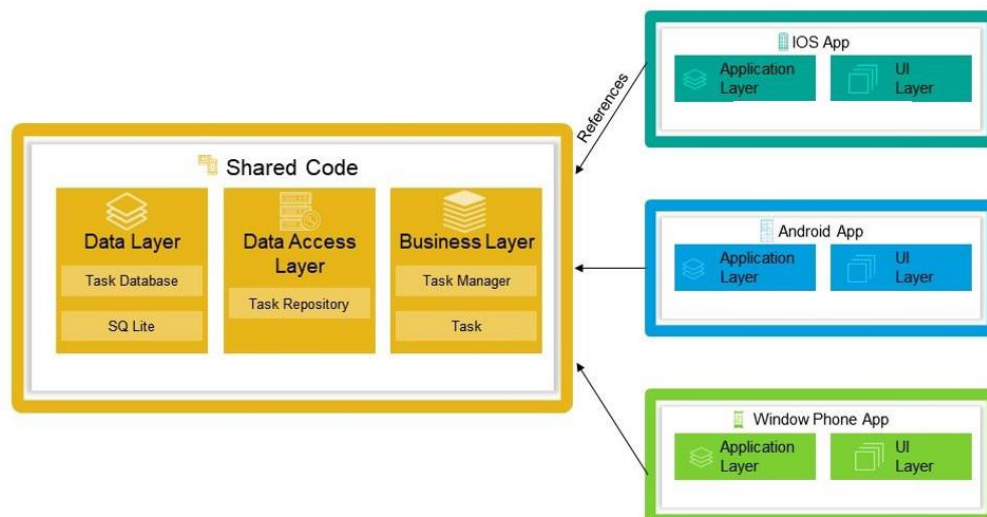 Shared Code
Data Layer
Task Database
SQ Lite
Data Access
Layer
Task Repository
Business Layer
Task Manager
Task
References
IOS App
Application
Layer
UI
Layer
Android App
Application
Layer
UI
Layer
Window Phone App
Application
Layer
UI
Layer